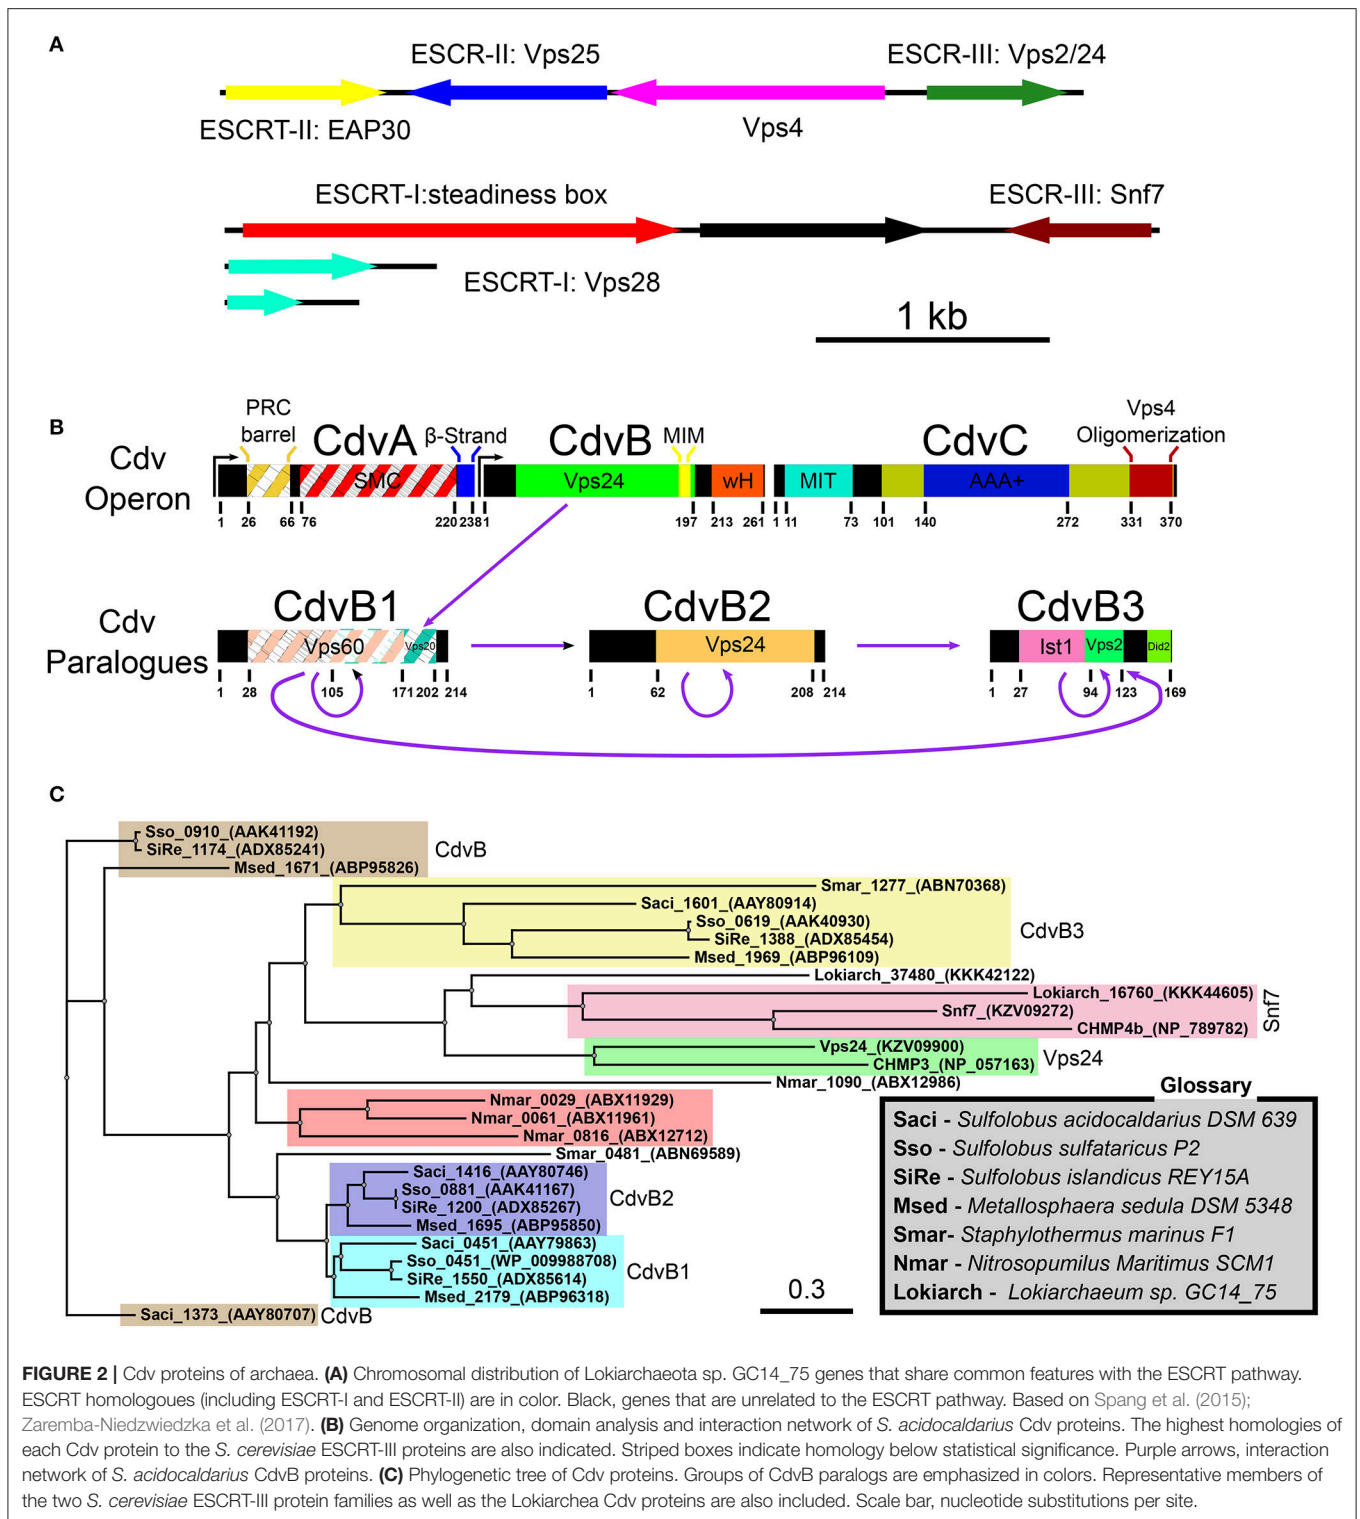 A
ESCR-II: Vps25
ESCR-III: Vps2/24
ESCRT-II: EAP30
Vps4
ESCRT-I:steadiness box
ESCR-III: Snf7
ESCRT-I: Vps28
1 kb
B
Cdv Operon
PRC barrel
CdvA
β-Strand
CdvB
MIM
CdvC
Vps4 Oligomerization
SMC
Vps24
wH
MIT
AAA+
1 26 66 76 220 238 1 197 213 261 1 11 73 101 140 272 331 370
Cdv Paralogues
CdvB1
CdvB2
CdvB3
Vps60
Vps20
Vps24
Ist1
Vps2
Did2
1 28 105 171 202 214
1 62 208 214
1 27 94 123 169
C
Sso_0910_(AAK41192)
SiRe_1174_(ADX85241)
CdvB
Msed_1671_(ABP95826)
Smar_1277_(ABN70368)
Saci_1601_(AAY80914)
Sso_0619_(AAK40930)
CdvB3
SiRe_1388_(ADX85454)
Msed_1969_(ABP96109)
Lokiarch_37480_(KKK42122)
Lokiarch_16760_(KKK44605)
Snf7_(KZV09272)
Snf7
CHMP4b_(NP_789782)
Vps24_(KZV09900)
Vps24
CHMP3_(NP_057163)
Nmar_1090_(ABX12986)
Nmar_0029_(ABX11929)
Nmar_0061_(ABX11961)
Nmar_0816_(ABX12712)
Smar_0481_(ABN69589)
Saci_1416_(AAY80746)
Sso_0881_(AAK41167)
CdvB2
SiRe_1200_(ADX85267)
Msed_1695_(ABP95850)
Saci_0451_(AAY79863)
Sso_0451_(WP_009988708)
CdvB1
SiRe_1550_(ADX85614)
Msed_2179_(ABP96318)
Saci_1373_(AAY80707)
CdvB
0.3
Glossary
Saci - Sulfolobus acidocaldarius DSM 639
Sso - Sulfolobus sulfataricus P2
SiRe - Sulfolobus islandicus REY15A
Msed - Metallosphaera sedula DSM 5348
Smar- Staphylothermus marinus F1
Nmar - Nitrosopumilus Maritimus SCM1
Lokiarch - Lokiarchaeum sp. GC14_75
FIGURE 2 | Cdv proteins of archaea. (A) Chromosomal distribution of Lokiarchaeota sp. GC14_75 genes that share common features with the ESCRT pathway.
ESCRT homologues (including ESCRT-I and ESCRT-II) are in color. Black, genes that are unrelated to the ESCRT pathway. Based on Spang et al. (2015);
Zaremba-Niedzwiedzka et al. (2017). (B) Genome organization, domain analysis and interaction network of S. acidocaldarius Cdv proteins. The highest homologies of
each Cdv protein to the S. cerevisiae ESCRT-III proteins are also indicated. Striped boxes indicate homology below statistical significance. Purple arrows, interaction
network of S. acidocaldarius CdvB proteins. (C) Phylogenetic tree of Cdv proteins. Groups of CdvB paralogs are emphasized in colors. Representative members of
the two S. cerevisiae ESCRT-III protein families as well as the Lokiarchea Cdv proteins are also included. Scale bar, nucleotide substitutions per site.